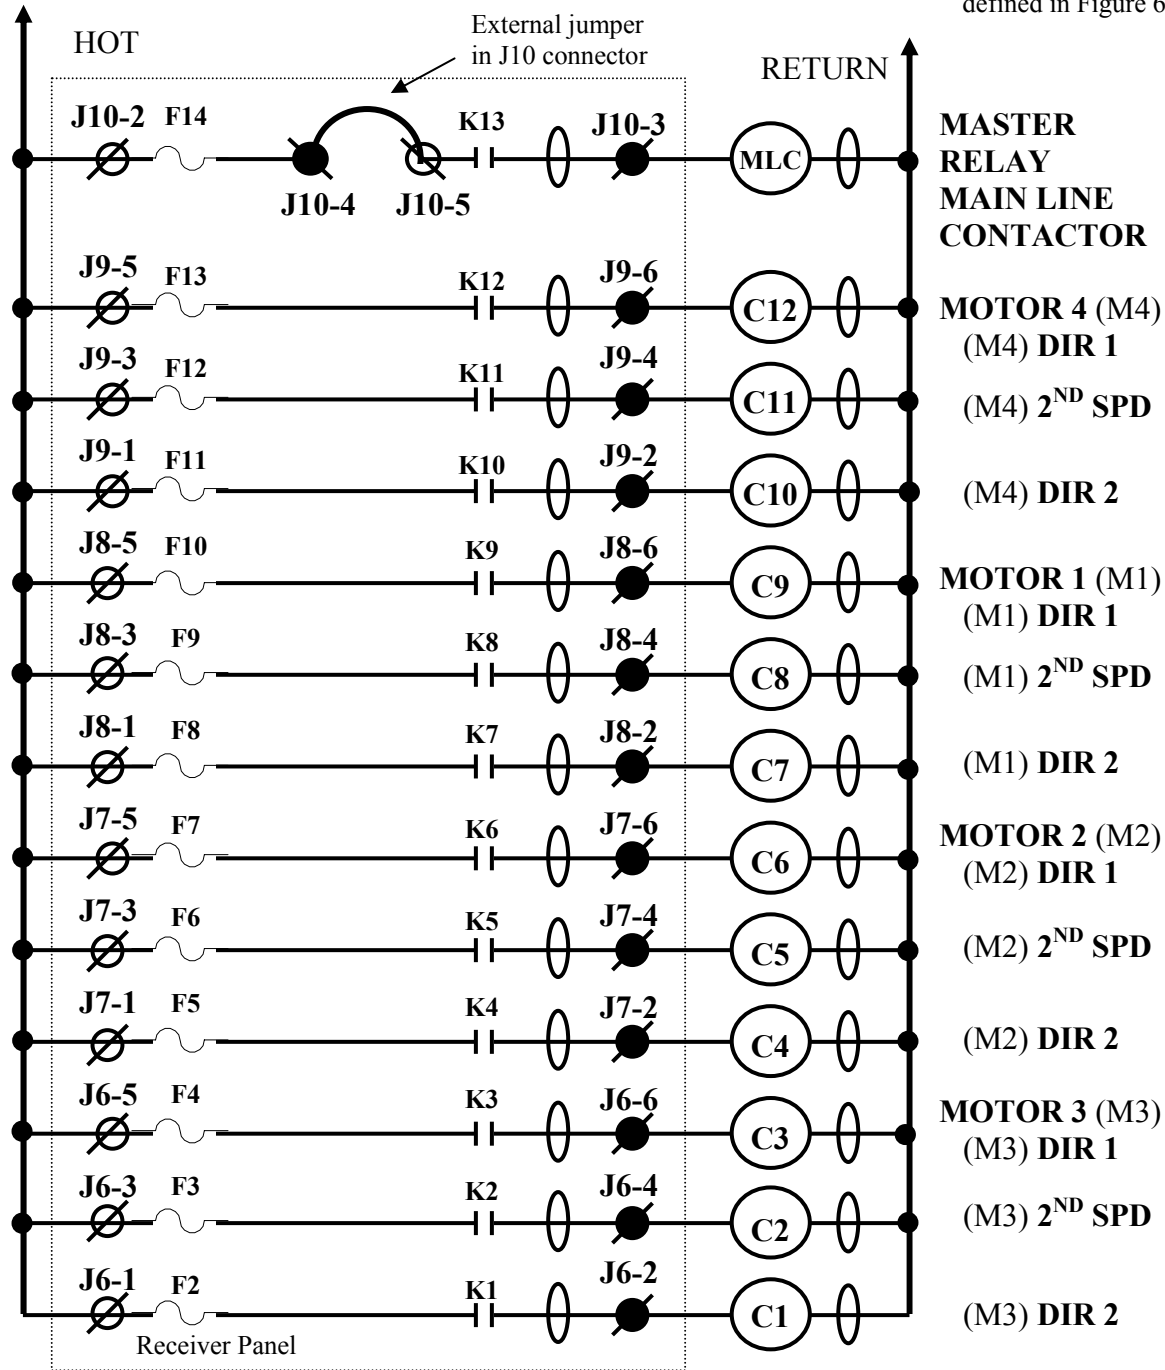 defined in Figure 6
HOT
External jumper
in J10 connector
RETURN
J10-2 F14 K13 J10-3
MLC
J10-4 J10-5
MASTER
RELAY
MAIN LINE
CONTACTOR
J9-5 F13 K12 J9-6
C12
MOTOR 4 (M4)
(M4) DIR 1
J9-3 F12 K11 J9-4
C11
(M4) 2ND SPD
J9-1 F11 K10 J9-2
C10
(M4) DIR 2
J8-5 F10 K9 J8-6
C9
MOTOR 1 (M1)
(M1) DIR 1
J8-3 F9 K8 J8-4
C8
(M1) 2ND SPD
J8-1 F8 K7 J8-2
C7
(M1) DIR 2
J7-5 F7 K6 J7-6
C6
MOTOR 2 (M2)
(M2) DIR 1
J7-3 F6 K5 J7-4
C5
(M2) 2ND SPD
J7-1 F5 K4 J7-2
C4
(M2) DIR 2
J6-5 F4 K3 J6-6
C3
MOTOR 3 (M3)
(M3) DIR 1
J6-3 F3 K2 J6-4
C2
(M3) 2ND SPD
J6-1 F2 K1 J6-2
C1
(M3) DIR 2
Receiver Panel